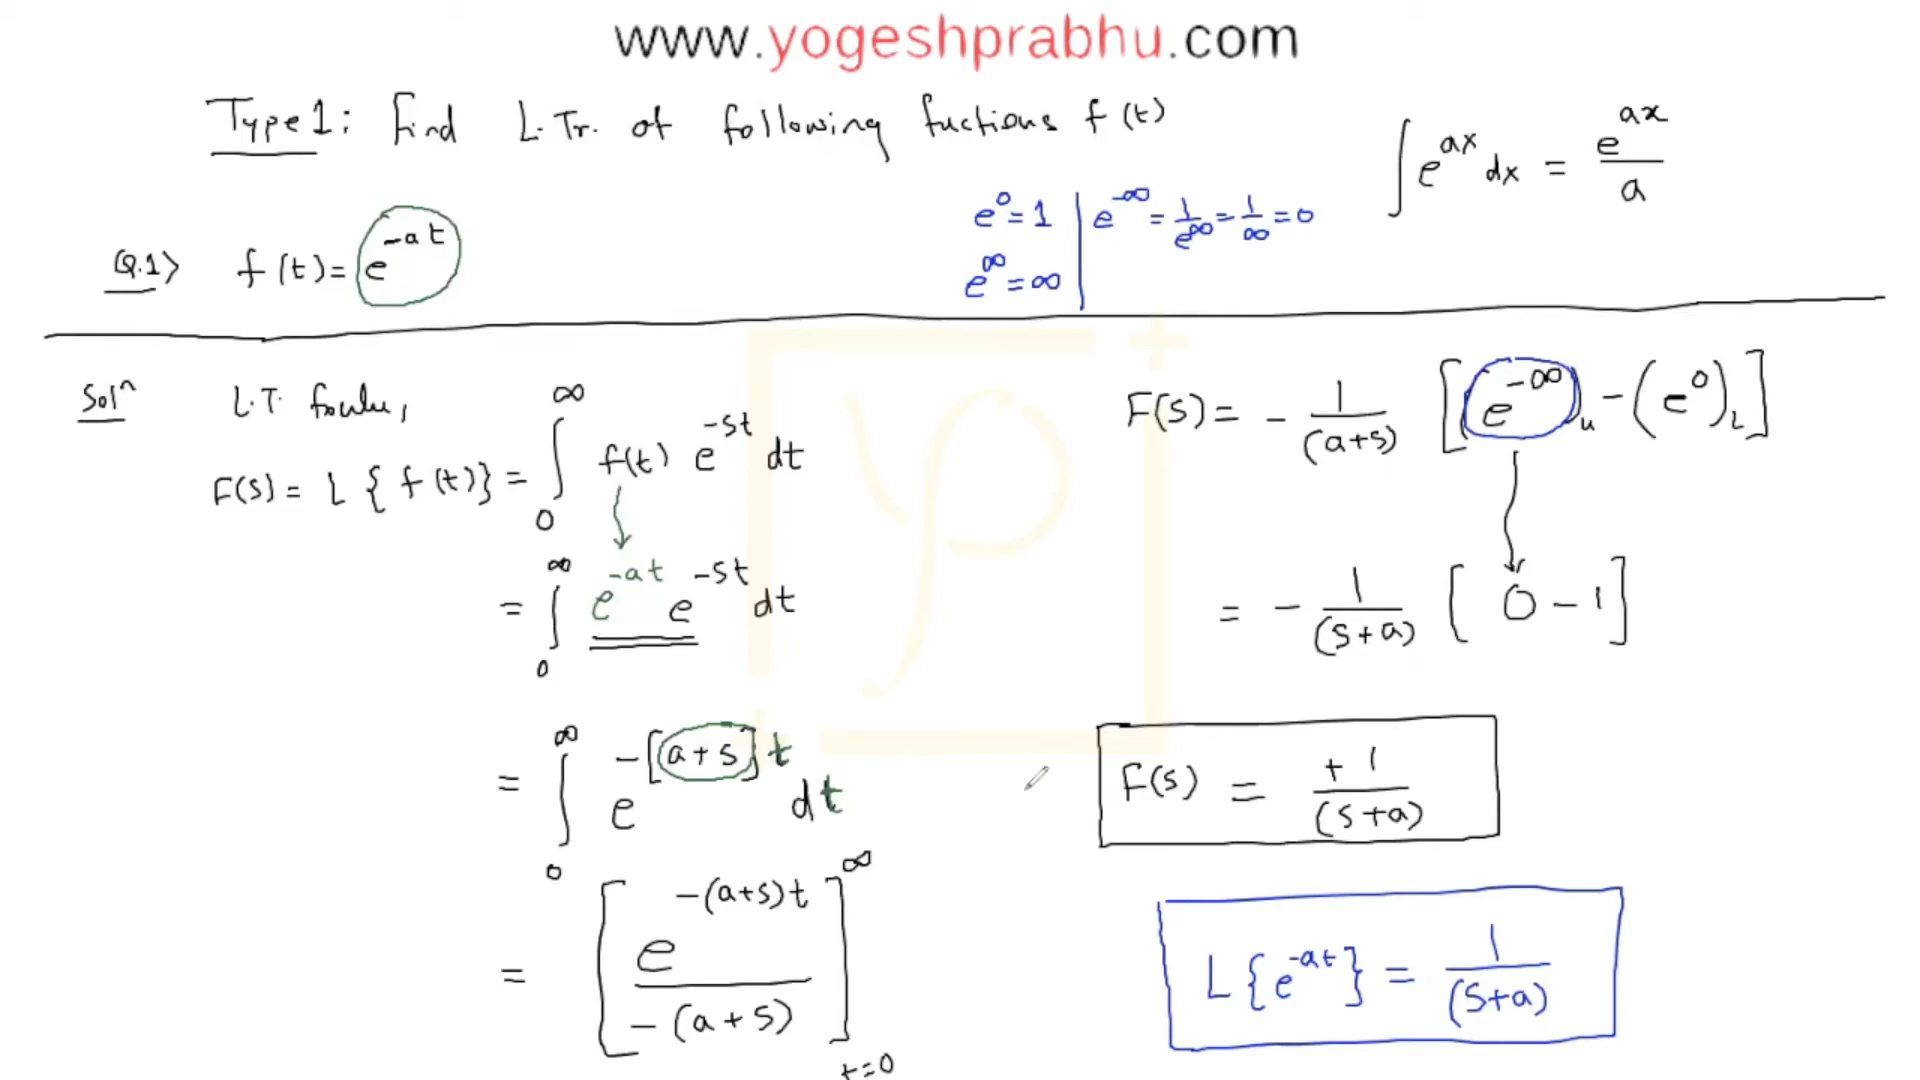 www.yogeshprabhu.com
Type 1: Find L.Tr. of following fuctions f(t)
∫ e^{ax} dx = e^{ax}/a
e^0 = 1 | e^{-∞} = 1/e^∞ = 1/∞ = 0
e^∞ = ∞
Q.1> f(t) = e^{-at}
Solⁿ L.T.
F(s) = L{f(t)} = ∫_0^∞ f(t) e^{-st} dt
= ∫_0^∞ e^{-at} e^{-st} dt
= ∫_0^∞ e^{-[a+s]t} dt
= [e^{-(a+s)t}/-(a+s)]_{t=0}^∞
F(s) = - 1/(a+s) [(e^{-∞})_u - (e^0)_L]
= - 1/(s+a) [0 - 1]
F(s) = +1/(s+a)
L{e^{-at}} = 1/(s+a)